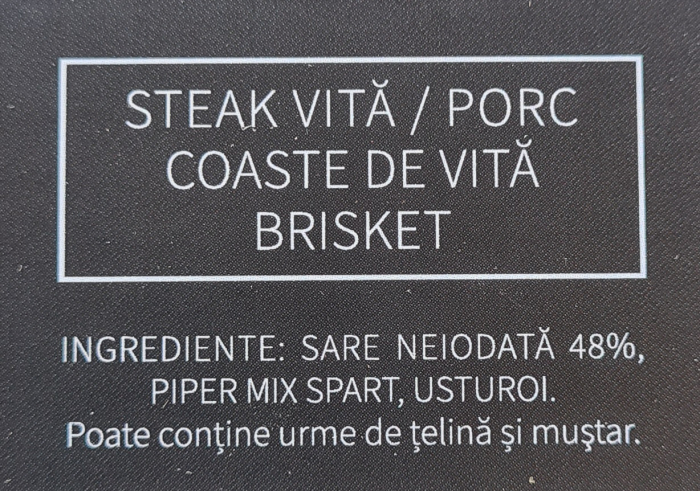 STEAK VITĂ / PORC
COASTE DE VITĂ
BRISKET
INGREDIENTE: SARE NEIODATĂ 48%,
PIPER MIX SPART, USTUROI.
Poate conține urme de țelină și muştar.